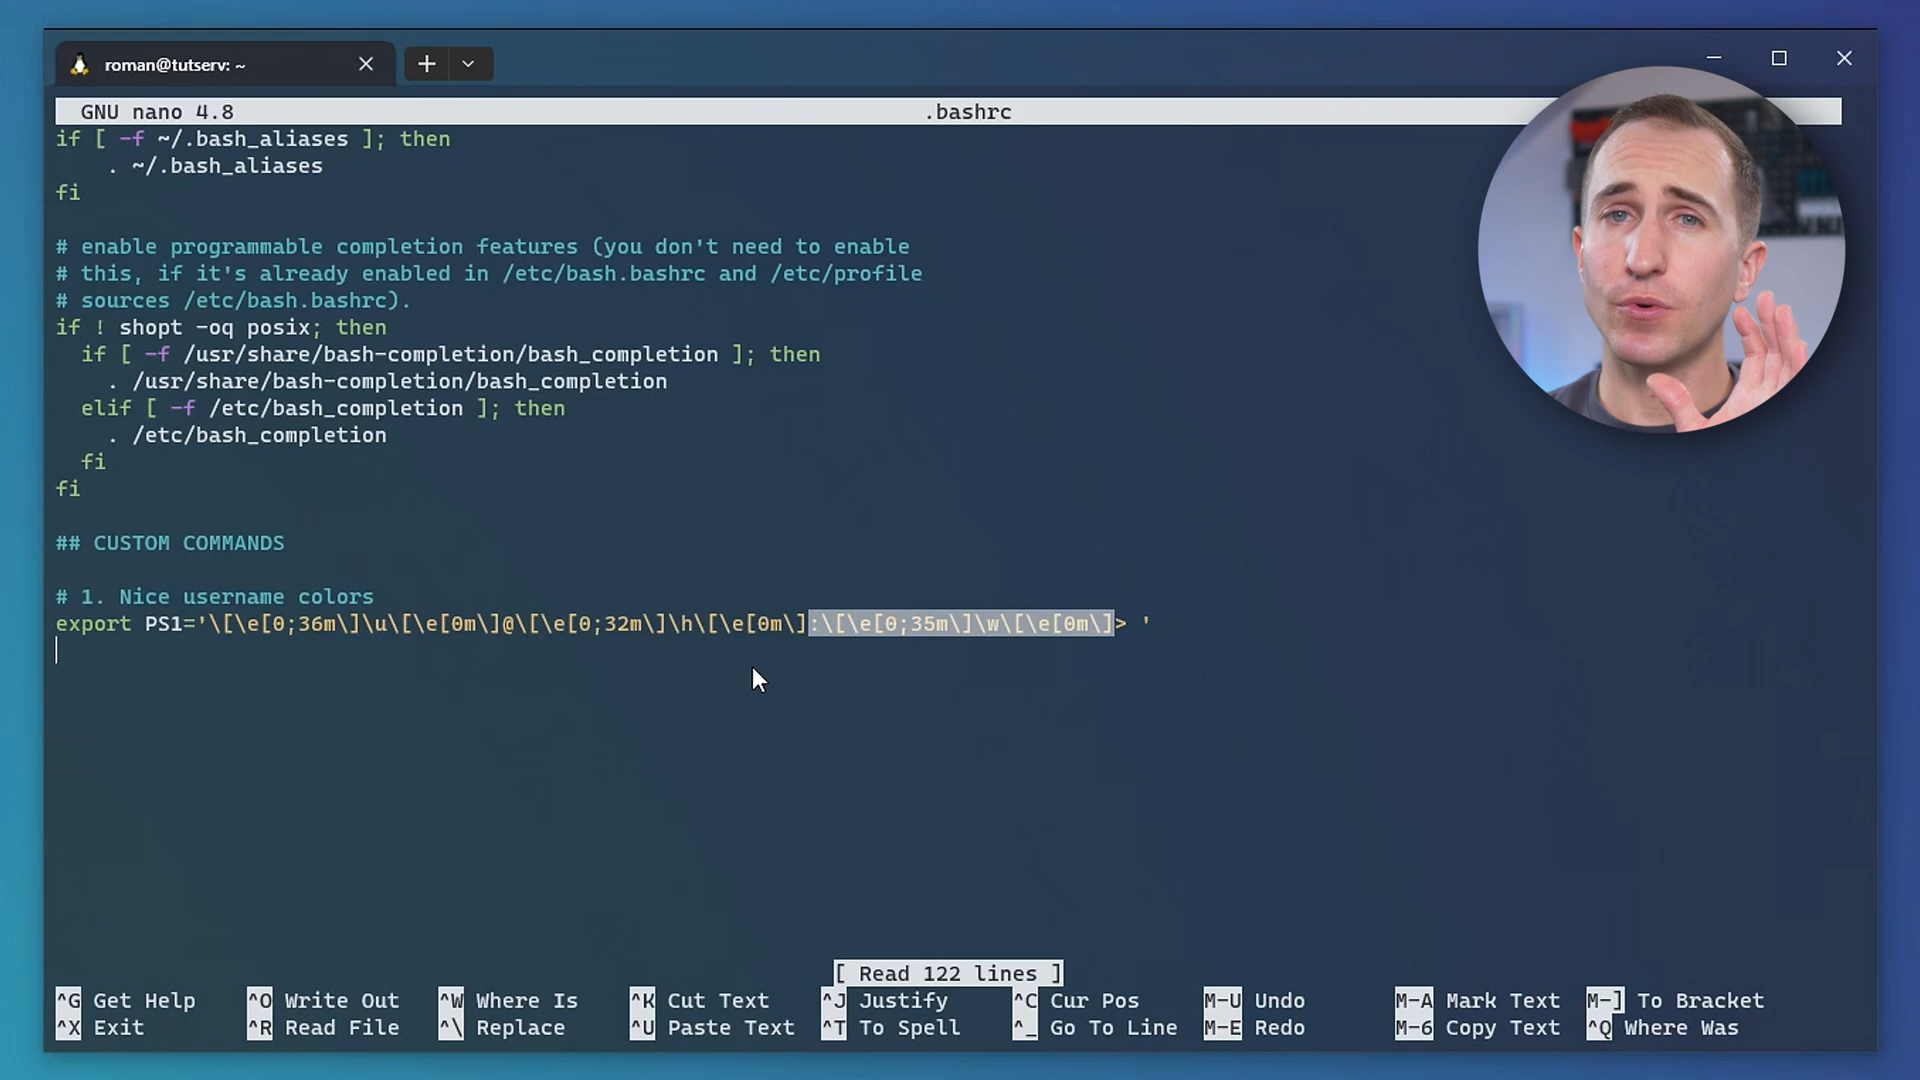 roman@tutserv: ~
GNU nano 4.8 .bashrc
if [ -f ~/.bash_aliases ]; then
    . ~/.bash_aliases
fi

# enable programmable completion features (you don't need to enable
# this, if it's already enabled in /etc/bash.bashrc and /etc/profile
# sources /etc/bash.bashrc).
if ! shopt -oq posix; then
  if [ -f /usr/share/bash-completion/bash_completion ]; then
    . /usr/share/bash-completion/bash_completion
  elif [ -f /etc/bash_completion ]; then
    . /etc/bash_completion
  fi
fi

## CUSTOM COMMANDS

# 1. Nice username colors
export PS1='\[\e[0;36m\]\u\[\e[0m\]@\[\e[0;32m\]\h\[\e[0m\]:\[\e[0;35m\]\w\[\e[0m\]> '
[ Read 122 lines ]
^G Get Help ^O Write Out ^W Where Is ^K Cut Text ^J Justify ^C Cur Pos M-U Undo M-A Mark Text M-] To Bracket
^X Exit ^R Read File ^\ Replace ^U Paste Text ^T To Spell ^_ Go To Line M-E Redo M-6 Copy Text ^Q Where Was